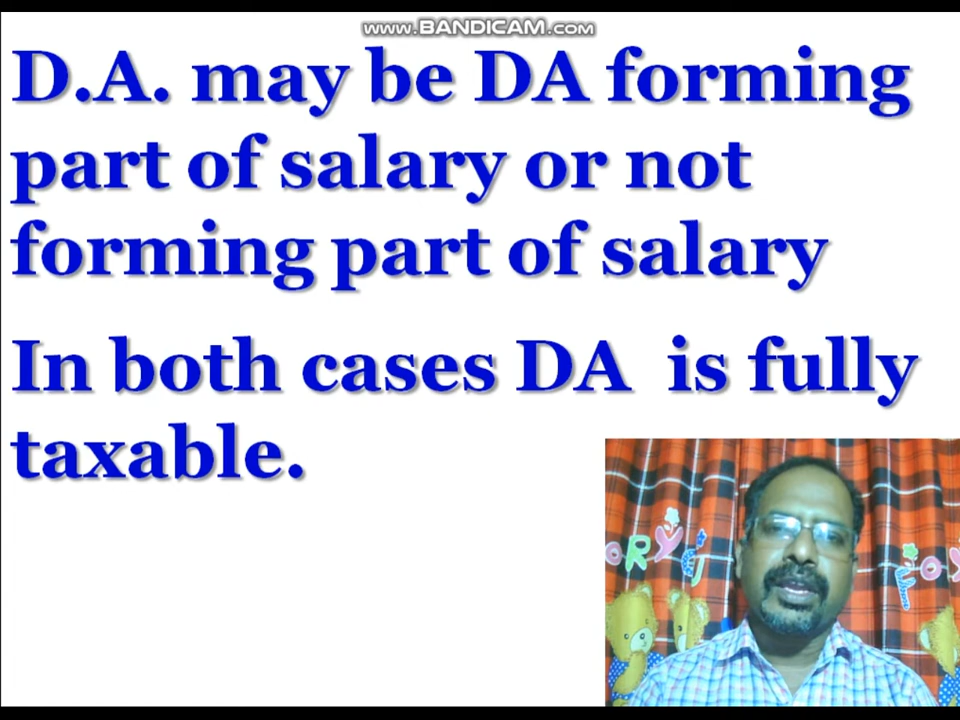 www.BANDICAM.com
D.A. may be DA forming
part of salary or not
forming part of salary
In both cases DA is fully
taxable.